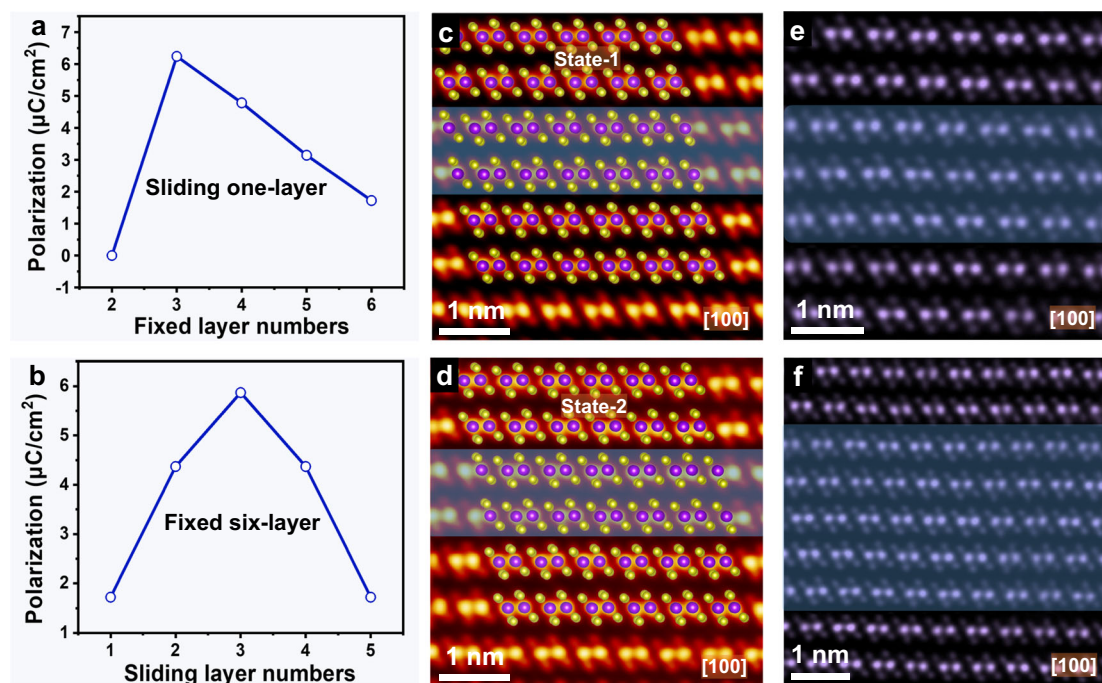 a
7
6
5
4
3
2
1
0
-1
Polarization (µC/cm²)
Sliding one-layer
2 3 4 5 6
Fixed layer numbers
b
6
5
4
3
2
1
Polarization (µC/cm²)
Fixed six-layer
1 2 3 4 5
Sliding layer numbers
c
State-1
1 nm
[100]
d
State-2
1 nm
[100]
e
1 nm
[100]
f
1 nm
[100]